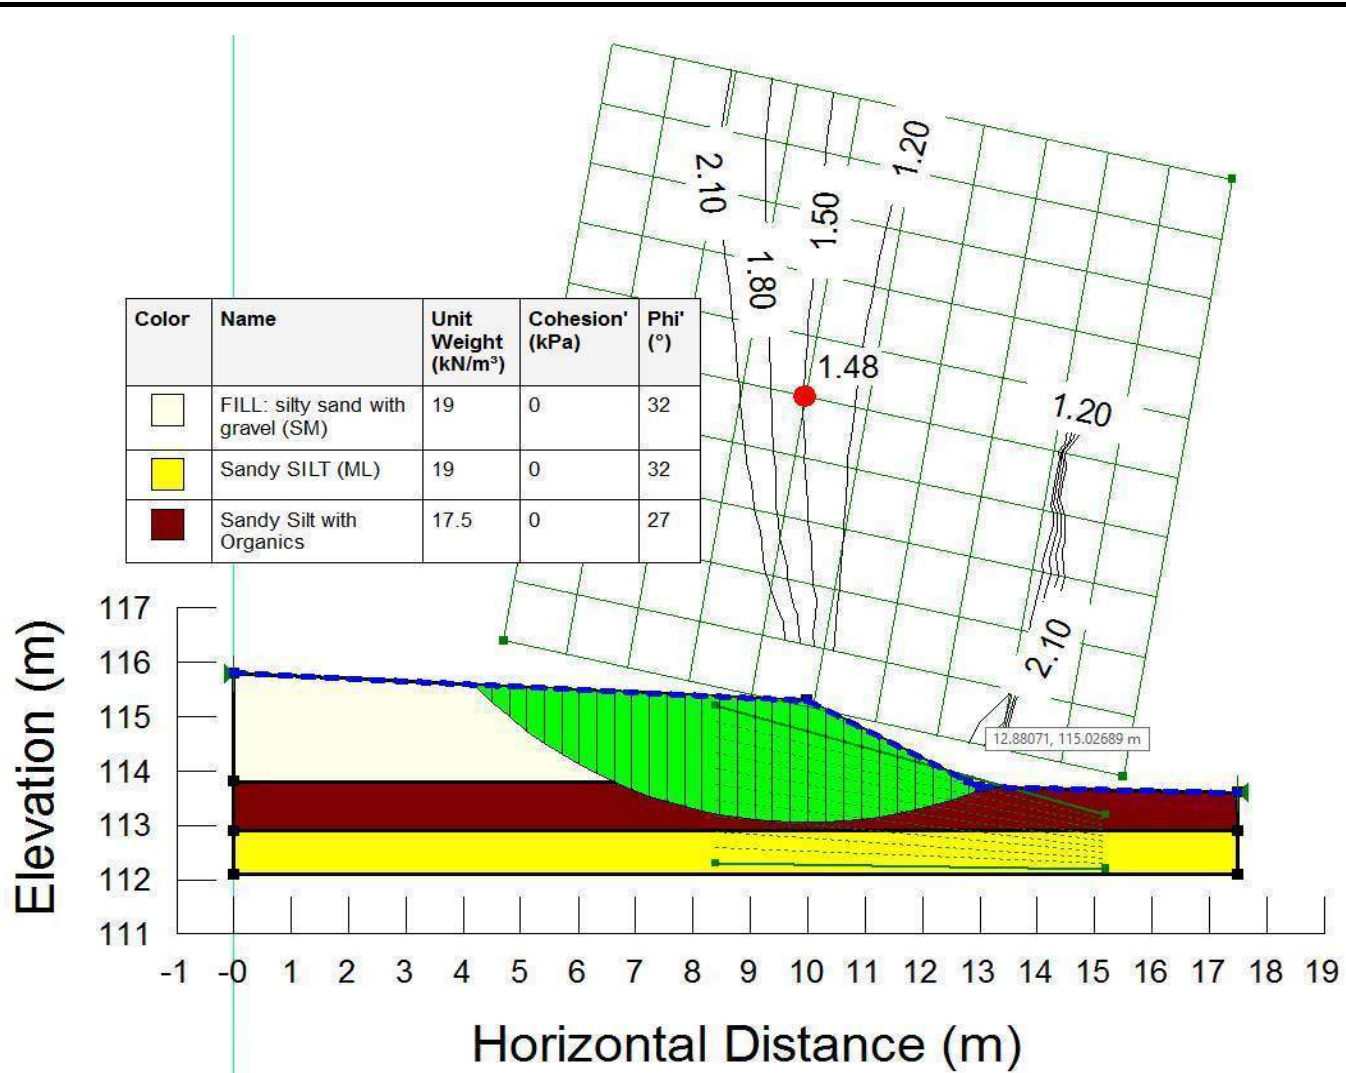 2.10
1.80
1.50
1.20
1.48
1.20
2.10
Color Name Unit Weight (kN/m³) Cohesion' (kPa) Phi' (°)
FILL: silty sand with gravel (SM) 19 0 32
Sandy SILT (ML) 19 0 32
Sandy Silt with Organics 17.5 0 27
12.88071, 115.02689 m
Elevation (m)
117
116
115
114
113
112
111
-1 -0 1 2 3 4 5 6 7 8 9 10 11 12 13 14 15 16 17 18 19
Horizontal Distance (m)